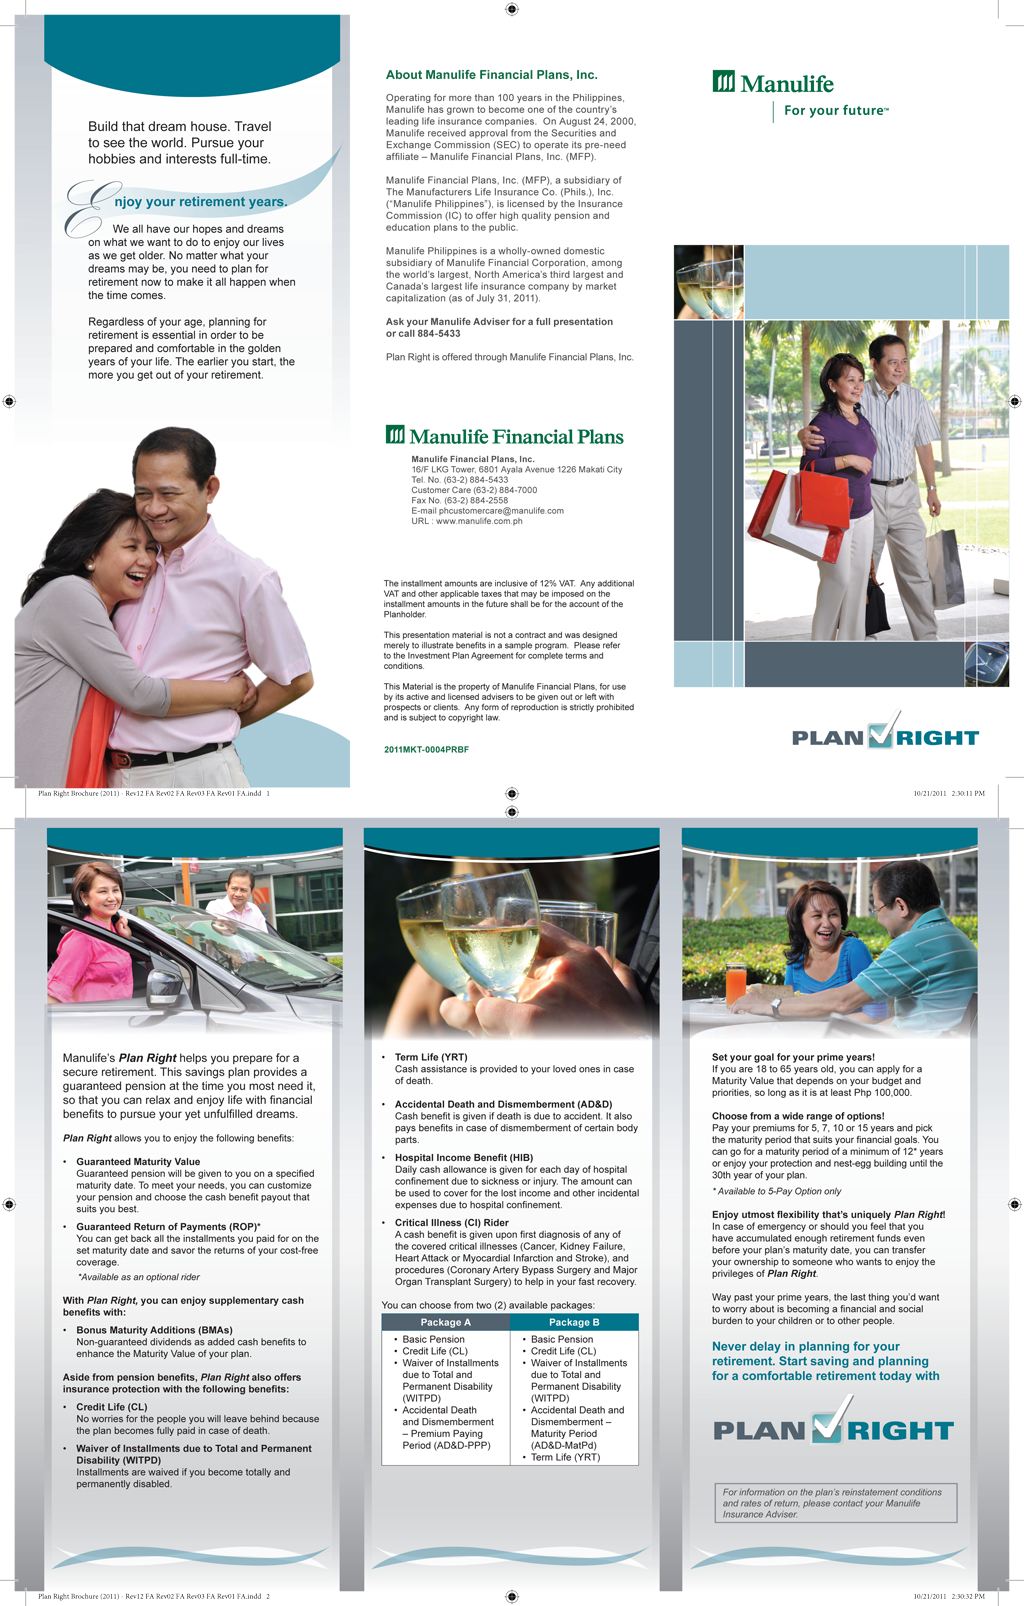 Build that dream house. Travel
to see the world. Pursue your
hobbies and interests full-time.
Enjoy your retirement years.
We all have our hopes and dreams
on what we want to do to enjoy our lives
as we get older. No matter what your
dreams may be, you need to plan for
retirement now to make it all happen when
the time comes.
Regardless of your age, planning for
retirement is essential in order to be
prepared and comfortable in the golden
years of your life. The earlier you start, the
more you get out of your retirement.
About Manulife Financial Plans, Inc.
Operating for more than 100 years in the Philippines,
Manulife has grown to become one of the country's
leading life insurance companies. On August 24, 2000,
Manulife received approval from the Securities and
Exchange Commission (SEC) to operate its pre-need
affiliate – Manulife Financial Plans, Inc. (MFP).
Manulife Financial Plans, Inc. (MFP), a subsidiary of
The Manufacturers Life Insurance Co. (Phils.), Inc.
("Manulife Philippines"), is licensed by the Insurance
Commission (IC) to offer high quality pension and
education plans to the public.
Manulife Philippines is a wholly-owned domestic
subsidiary of Manulife Financial Corporation, among
the world's largest, North America's third largest and
Canada's largest life insurance company by market
capitalization (as of July 31, 2011).
Ask your Manulife Adviser for a full presentation
or call 884-5433
Plan Right is offered through Manulife Financial Plans, Inc.
Manulife Financial Plans
Manulife Financial Plans, Inc.
16/F LKG Tower, 6801 Ayala Avenue 1226 Makati City
Tel. No. (63-2) 884-5433
Customer Care (63-2) 884-7000
Fax No. (63-2) 884-2558
E-mail phcustomercare@manulife.com
URL : www.manulife.com.ph
The installment amounts are inclusive of 12% VAT. Any additional
VAT and other applicable taxes that may be imposed on the
installment amounts in the future shall be for the account of the
Planholder.
This presentation material is not a contract and was designed
merely to illustrate benefits in a sample program. Please refer
to the Investment Plan Agreement for complete terms and
conditions.
This Material is the property of Manulife Financial Plans, for use
by its active and licensed advisers to be given out or left with
prospects or clients. Any form of reproduction is strictly prohibited
and is subject to copyright law.
2011MKT-0004PRBF
Manulife
For your future™
PLAN RIGHT
Plan Right Brochure (2011) - Rev12 FA Rev02 FA Rev03 FA Rev01 FA.indd 1
10/21/2011 2:30:11 PM
Manulife's Plan Right helps you prepare for a
secure retirement. This savings plan provides a
guaranteed pension at the time you most need it,
so that you can relax and enjoy life with financial
benefits to pursue your yet unfulfilled dreams.
Plan Right allows you to enjoy the following benefits:
• Guaranteed Maturity Value
Guaranteed pension will be given to you on a specified
maturity date. To meet your needs, you can customize
your pension and choose the cash benefit payout that
suits you best.
• Guaranteed Return of Payments (ROP)*
You can get back all the installments you paid for on the
set maturity date and savor the returns of your cost-free
coverage.
*Available as an optional rider
With Plan Right, you can enjoy supplementary cash
benefits with:
• Bonus Maturity Additions (BMAs)
Non-guaranteed dividends as added cash benefits to
enhance the Maturity Value of your plan.
Aside from pension benefits, Plan Right also offers
insurance protection with the following benefits:
• Credit Life (CL)
No worries for the people you will leave behind because
the plan becomes fully paid in case of death.
• Waiver of Installments due to Total and Permanent
Disability (WITPD)
Installments are waived if you become totally and
permanently disabled.
• Term Life (YRT)
Cash assistance is provided to your loved ones in case
of death.
• Accidental Death and Dismemberment (AD&D)
Cash benefit is given if death is due to accident. It also
pays benefits in case of dismemberment of certain body
parts.
• Hospital Income Benefit (HIB)
Daily cash allowance is given for each day of hospital
confinement due to sickness or injury. The amount can
be used to cover for the lost income and other incidental
expenses due to hospital confinement.
• Critical Illness (CI) Rider
A cash benefit is given upon first diagnosis of any of
the covered critical illnesses (Cancer, Kidney Failure,
Heart Attack or Myocardial Infarction and Stroke), and
procedures (Coronary Artery Bypass Surgery and Major
Organ Transplant Surgery) to help in your fast recovery.
You can choose from two (2) available packages:
Package A
• Basic Pension
• Credit Life (CL)
• Waiver of Installments
due to Total and
Permanent Disability
(WITPD)
• Accidental Death
and Dismemberment
– Premium Paying
Period (AD&D-PPP)
Package B
• Basic Pension
• Credit Life (CL)
• Waiver of Installments
due to Total and
Permanent Disability
(WITPD)
• Accidental Death and
Dismemberment –
Maturity Period
(AD&D-MatPd)
• Term Life (YRT)
Set your goal for your prime years!
If you are 18 to 65 years old, you can apply for a
Maturity Value that depends on your budget and
priorities, so long as it is at least Php 100,000.
Choose from a wide range of options!
Pay your premiums for 5, 7, 10 or 15 years and pick
the maturity period that suits your financial goals. You
can go for a maturity period of a minimum of 12* years
or enjoy your protection and nest-egg building until the
30th year of your plan.
* Available to 5-Pay Option only
Enjoy utmost flexibility that's uniquely Plan Right!
In case of emergency or should you feel that you
have accumulated enough retirement funds even
before your plan's maturity date, you can transfer
your ownership to someone who wants to enjoy the
privileges of Plan Right.
Way past your prime years, the last thing you'd want
to worry about is becoming a financial and social
burden to your children or to other people.
Never delay in planning for your
retirement. Start saving and planning
for a comfortable retirement today with
PLAN RIGHT
For information on the plan's reinstatement conditions
and rates of return, please contact your Manulife
Insurance Adviser.
Plan Right Brochure (2011) - Rev12 FA Rev02 FA Rev03 FA Rev01 FA.indd 2
10/21/2011 2:30:32 PM